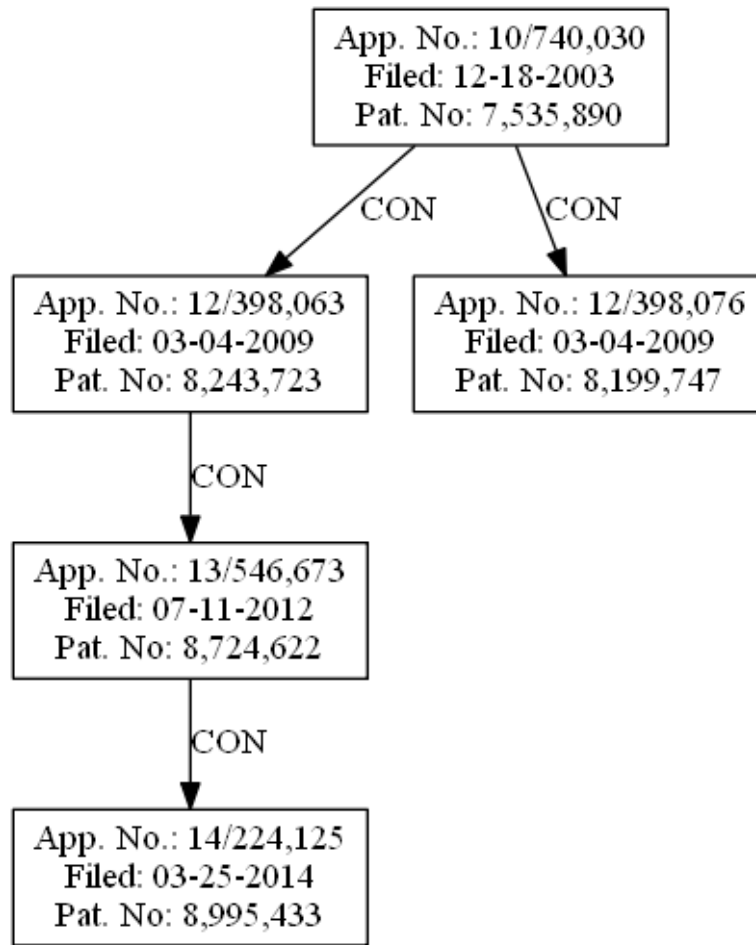 App. No.: 10/740,030
Filed: 12-18-2003
Pat. No: 7,535,890
CON
CON
App. No.: 12/398,063
Filed: 03-04-2009
Pat. No: 8,243,723
App. No.: 12/398,076
Filed: 03-04-2009
Pat. No: 8,199,747
CON
App. No.: 13/546,673
Filed: 07-11-2012
Pat. No: 8,724,622
CON
App. No.: 14/224,125
Filed: 03-25-2014
Pat. No: 8,995,433